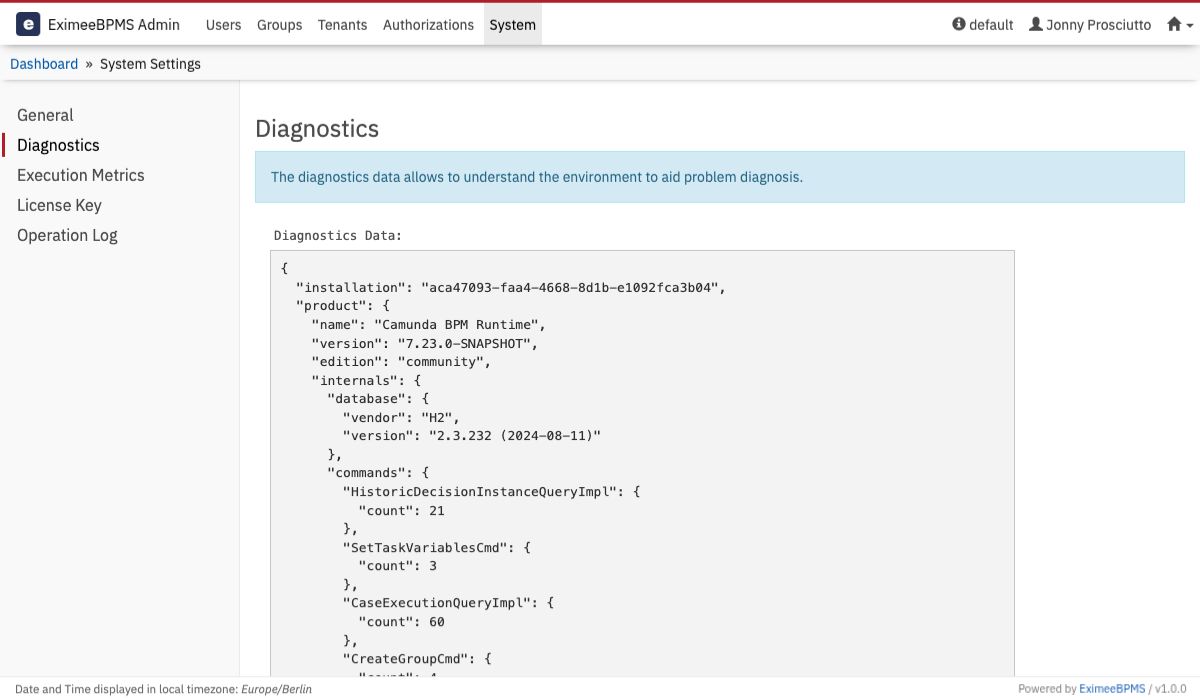 e EximeeBPMS Admin Users Groups Tenants Authorizations System default Jonny Prosciutto
Dashboard » System Settings
General
Diagnostics
Execution Metrics
License Key
Operation Log
Diagnostics
The diagnostics data allows to understand the environment to aid problem diagnosis.
Diagnostics Data:
{
  "installation": "aca47093-faa4-4668-8d1b-e1092fca3b04",
  "product": {
    "name": "Camunda BPM Runtime",
    "version": "7.23.0-SNAPSHOT",
    "edition": "community",
    "internals": {
      "database": {
        "vendor": "H2",
        "version": "2.3.232 (2024-08-11)"
      },
      "commands": {
        "HistoricDecisionInstanceQueryImpl": {
          "count": 21
        },
        "SetTaskVariablesCmd": {
          "count": 3
        },
        "CaseExecutionQueryImpl": {
          "count": 60
        },
        "CreateGroupCmd": {
Date and Time displayed in local timezone: Europe/Berlin
Powered by EximeeBPMS / v1.0.0